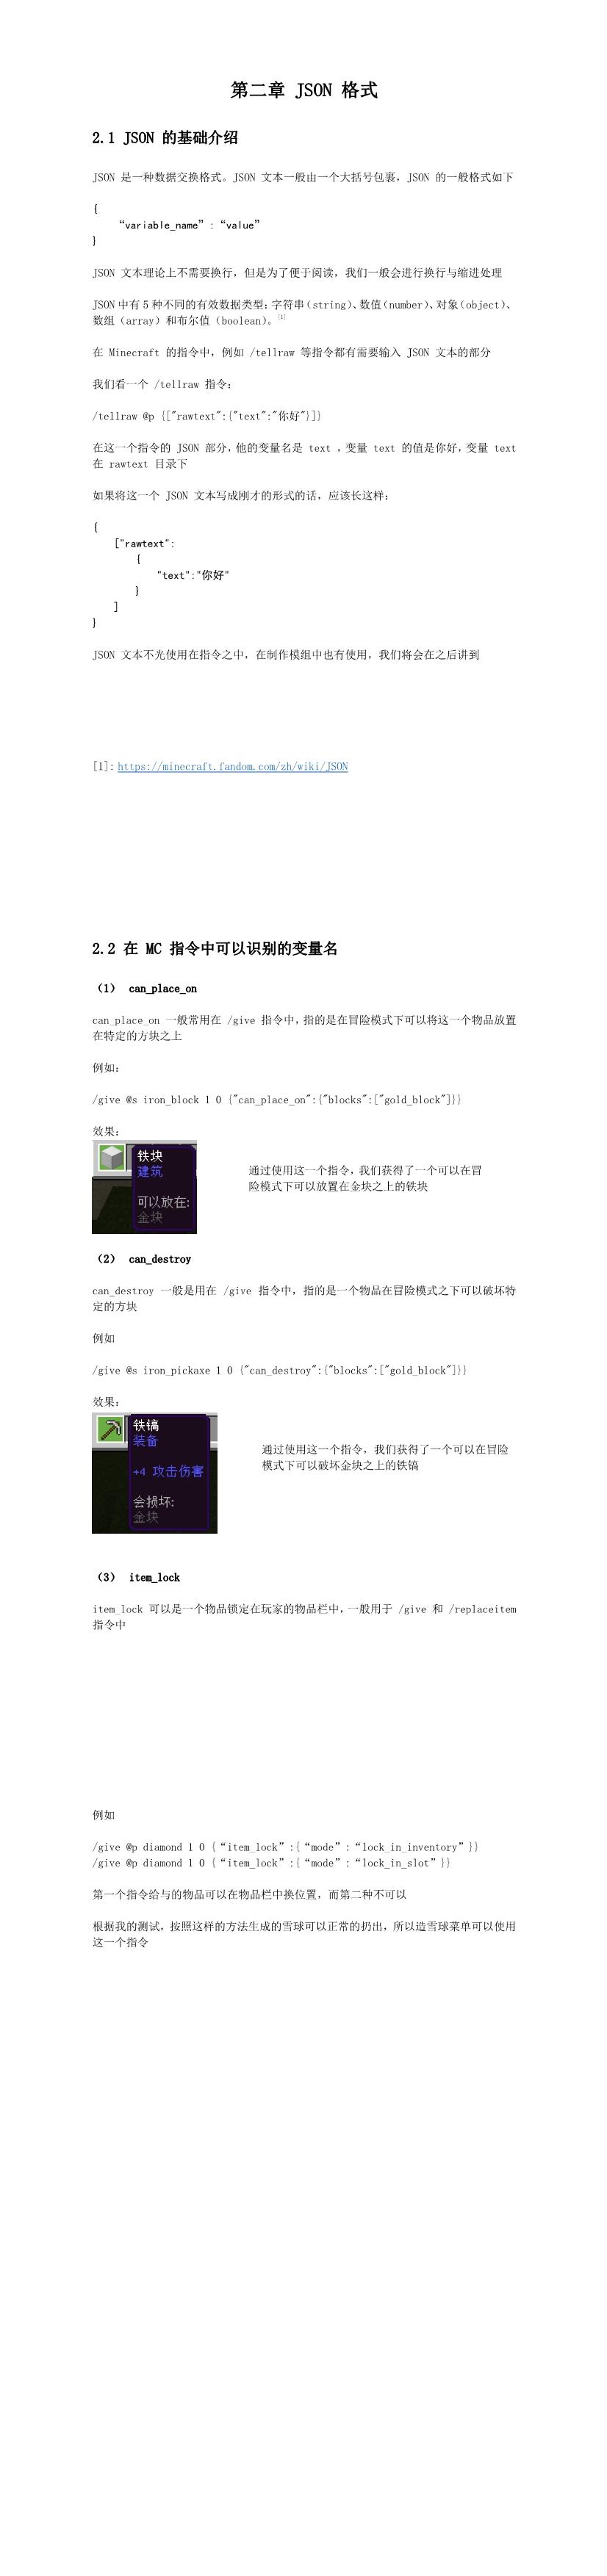 第二章 JSON 格式
2.1 JSON 的基础介绍
JSON 是一种数据交换格式。JSON 文本一般由一个大括号包裹，JSON 的一般格式如下
{
“variable_name”:“value”
}
JSON 文本理论上不需要换行，但是为了便于阅读，我们一般会进行换行与缩进处理
JSON 中有 5 种不同的有效数据类型：字符串（string）、数值（number）、对象（object）、
数组（array）和布尔值（boolean）。[1]
在 Minecraft 的指令中，例如 /tellraw 等指令都有需要输入 JSON 文本的部分
我们看一个 /tellraw 指令：
/tellraw @p {["rawtext":{"text":"你好"}]}
在这一个指令的 JSON 部分，他的变量名是 text ，变量 text 的值是你好，变量 text
在 rawtext 目录下
如果将这一个 JSON 文本写成刚才的形式的话，应该长这样：
{
["rawtext":
{
"text":"你好"
}
]
}
JSON 文本不光使用在指令之中，在制作模组中也有使用，我们将会在之后讲到
[1]: https://minecraft.fandom.com/zh/wiki/JSON
2.2 在 MC 指令中可以识别的变量名
（1） can_place_on
can_place_on 一般常用在 /give 指令中，指的是在冒险模式下可以将这一个物品放置
在特定的方块之上
例如：
/give @s iron_block 1 0 {"can_place_on":{"blocks":["gold_block"]}}
效果：
铁块
建筑
可以放在:
金块
通过使用这一个指令，我们获得了一个可以在冒
险模式下可以放置在金块之上的铁块
（2） can_destroy
can_destroy 一般是用在 /give 指令中，指的是一个物品在冒险模式之下可以破坏特
定的方块
例如
/give @s iron_pickaxe 1 0 {"can_destroy":{"blocks":["gold_block"]}}
效果：
铁镐
装备
+4 攻击伤害
会损坏:
金块
通过使用这一个指令，我们获得了一个可以在冒险
模式下可以破坏金块之上的铁镐
（3） item_lock
item_lock 可以是一个物品锁定在玩家的物品栏中，一般用于 /give 和 /replaceitem
指令中
例如
/give @p diamond 1 0 {“item_lock”:{“mode”:“lock_in_inventory”}}
/give @p diamond 1 0 {“item_lock”:{“mode”:“lock_in_slot”}}
第一个指令给与的物品可以在物品栏中换位置，而第二种不可以
根据我的测试，按照这样的方法生成的雪球可以正常的扔出，所以造雪球菜单可以使用
这一个指令